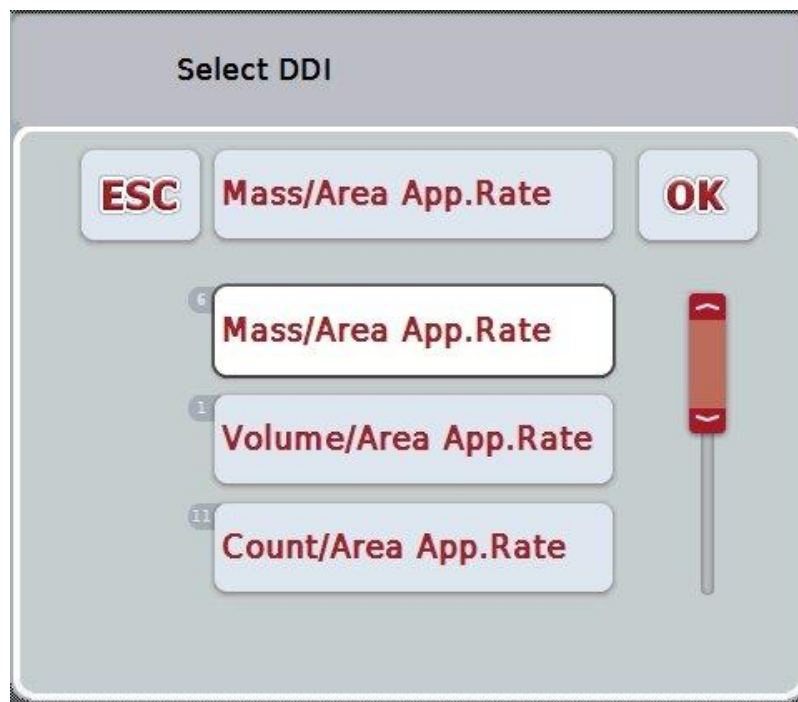 Select DDI
ESC Mass/Area App.Rate OK
6
Mass/Area App.Rate
1
Volume/Area App.Rate
11
Count/Area App.Rate